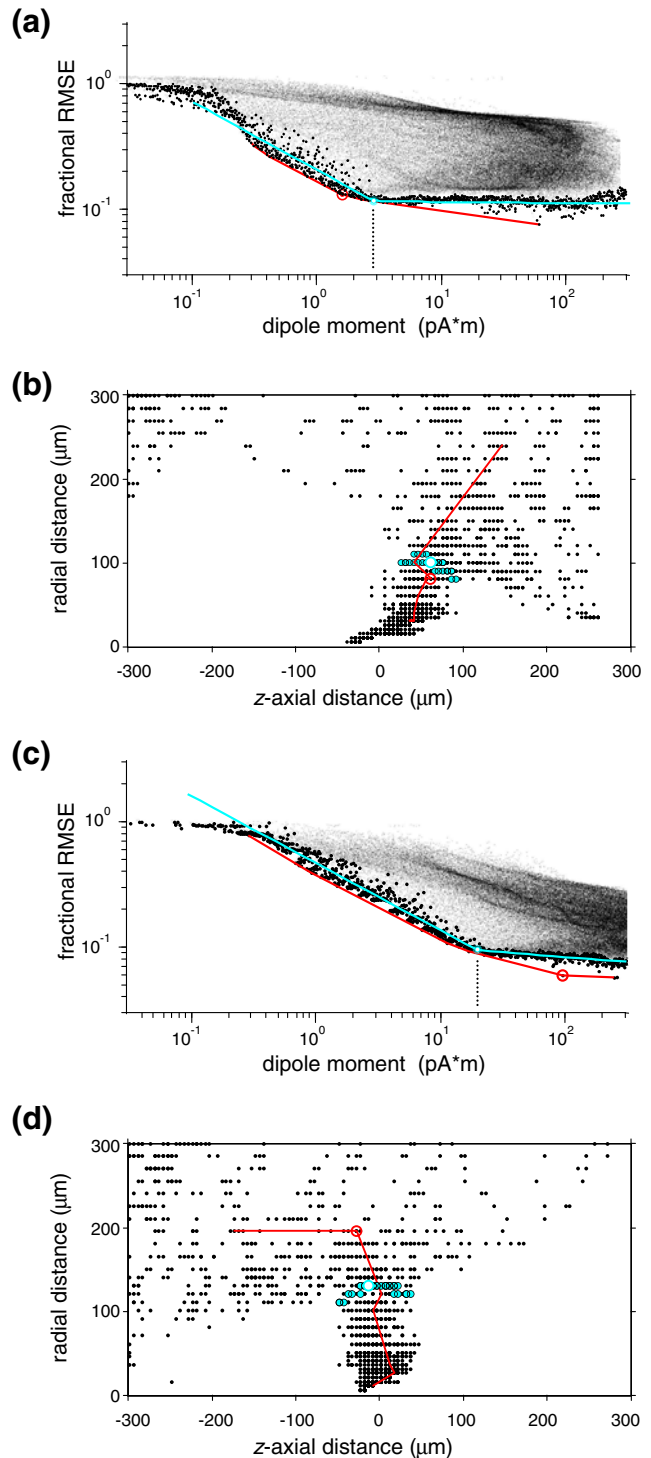 (a)
fractional RMSE
10^0
10^-1
10^-1 10^0 10^1 10^2
dipole moment (pA*m)
(b)
radial distance (µm)
300
200
100
0
-300 -200 -100 0 100 200 300
z-axial distance (µm)
(c)
fractional RMSE
10^0
10^-1
10^-1 10^0 10^1 10^2
dipole moment (pA*m)
(d)
radial distance (µm)
300
200
100
0
-300 -200 -100 0 100 200 300
z-axial distance (µm)